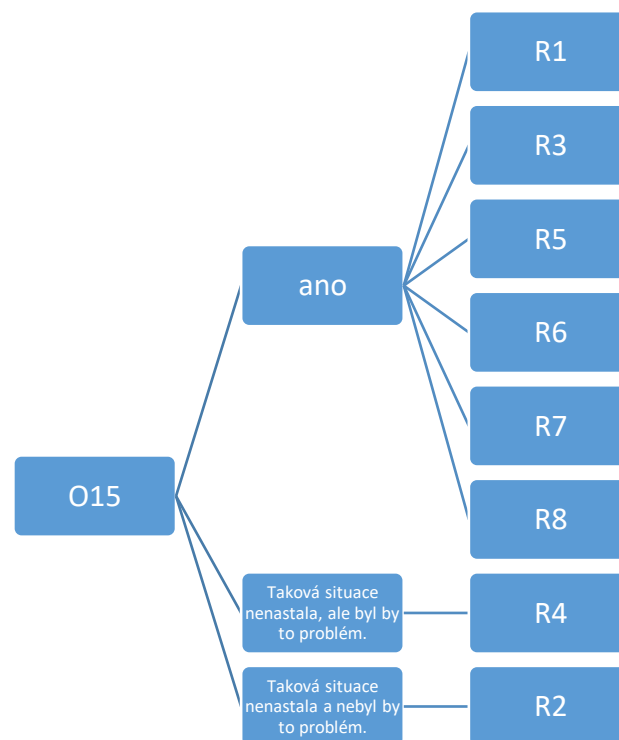 O15
ano
R1
R3
R5
R6
R7
R8
Taková situace
nenastala, ale byl by
to problém.
R4
Taková situace
nenastala a nebyl by
to problém.
R2